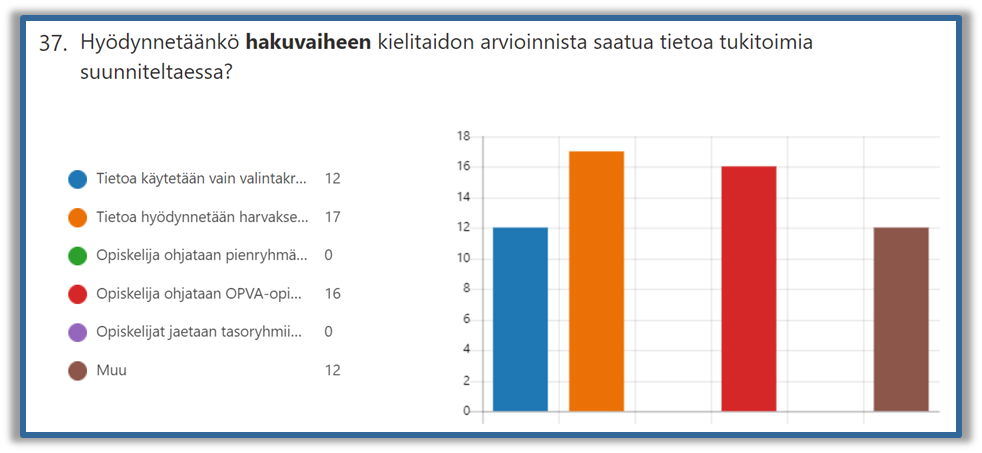 37. Hyödynnetäänkö hakuvaiheen kielitaidon arvioinnista saatua tietoa tukitoimia
suunniteltaessa?
Tietoa käytetään vain valintakr... 12
Tietoa hyödynnetään harvakse... 17
Opiskelija ohjataan pienryhmä... 0
Opiskelija ohjataan OPVA-opi... 16
Opiskelijat jaetaan tasoryhmii... 0
Muu 12
18
16
14
12
10
8
6
4
2
0